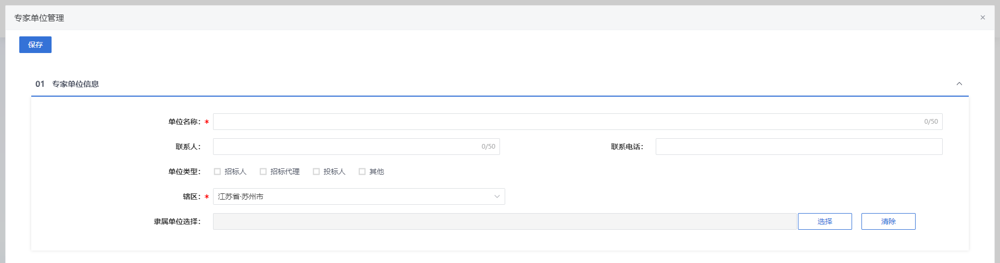 专家单位管理
×
保存
01 专家单位信息
单位名称：* 0/50
联系人： 0/50 联系电话：
单位类型： 招标人 招标代理 投标人 其他
辖区：* 江苏省·苏州市
隶属单位选择： 选择 清除